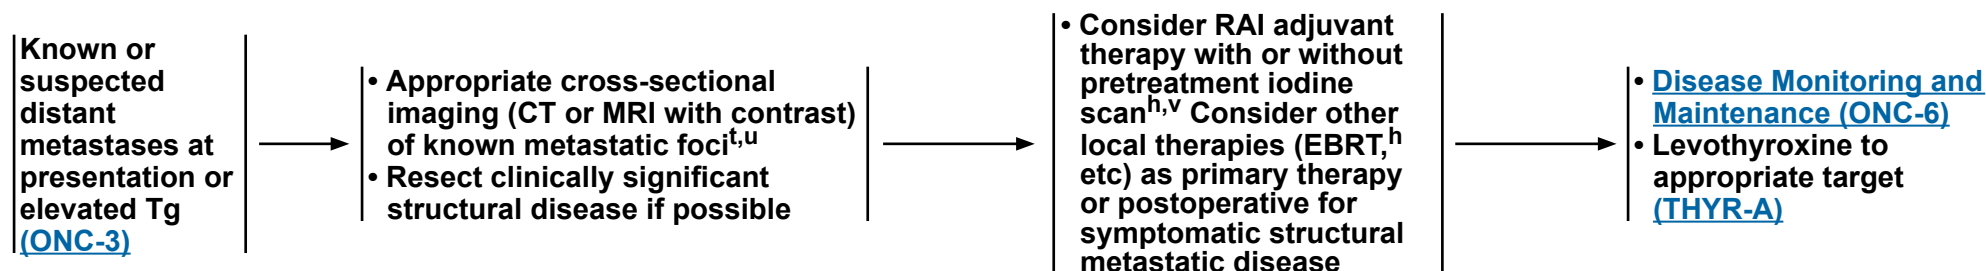 Known or
suspected
distant
metastases at
presentation or
elevated Tg
(ONC-3)
• Appropriate cross-sectional
imaging (CT or MRI with contrast)
of known metastatic foci^t,u
• Resect clinically significant
structural disease if possible
• Consider RAI adjuvant
therapy with or without
pretreatment iodine
scan^h,v Consider other
local therapies (EBRT,^h
etc) as primary therapy
or postoperative for
symptomatic structural
metastatic disease
• Disease Monitoring and
Maintenance (ONC-6)
• Levothyroxine to
appropriate target
(THYR-A)